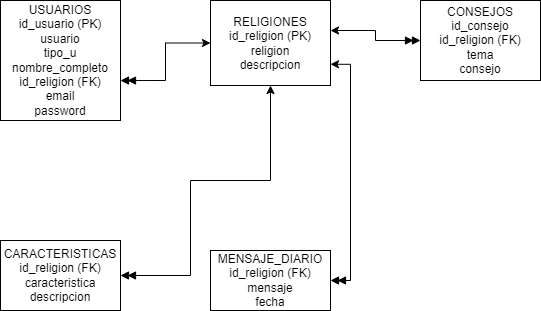 USUARIOS
id_usuario (PK)
usuario
tipo_u
nombre_completo
id_religion (FK)
email
password
RELIGIONES
id_religion (PK)
religion
descripcion
CONSEJOS
id_consejo
id_religion (FK)
tema
consejo
CARACTERISTICAS
id_religion (FK)
caracteristica
descripcion
MENSAJE_DIARIO
id_religion (FK)
mensaje
fecha